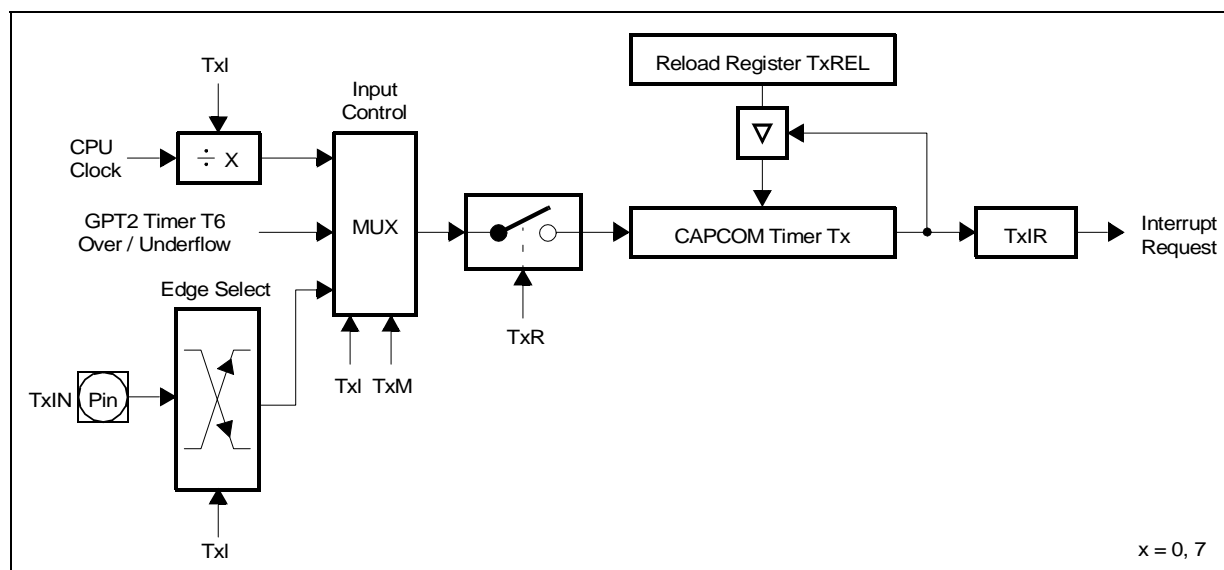 Reload Register TxREL
TxI
Input
Control
CPU
Clock
÷ X
GPT2 Timer T6
Over / Underflow
MUX
CAPCOM Timer Tx
TxIR
Interrupt
Request
Edge Select
TxR
TxI TxM
TxIN Pin
TxI
x = 0, 7